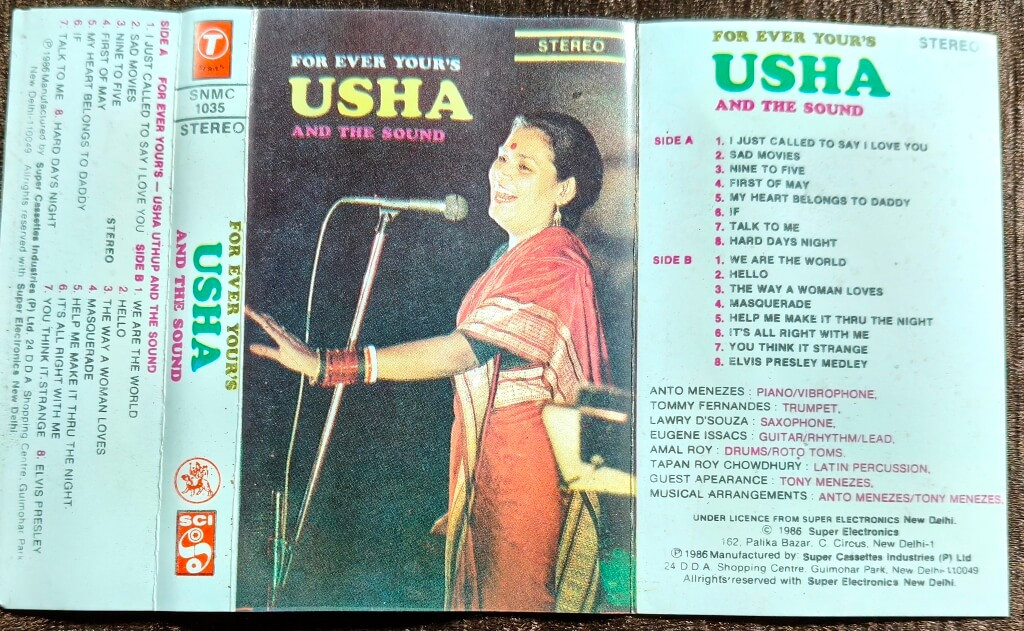 SIDE A FOR EVER YOUR'S — USHA UTHUP AND THE SOUND
1. I JUST CALLED TO SAY I LOVE YOU SIDE B 1. WE ARE THE WORLD
2. SAD MOVIES 2. HELLO
3. NINE TO FIVE 3. THE WAY A WOMAN LOVES
4. FIRST OF MAY STEREO 4. MASQUERADE
5. MY HEART BELONGS TO DADDY 5. HELP ME MAKE IT THRU THE NIGHT.
6. IF 6. IT'S ALL RIGHT WITH ME
7. TALK TO ME 8. HARD DAYS NIGHT 7. YOU THINK IT STRANGE 8. ELVIS PRESLEY
℗ 1986 Manufactured by Super Cassettes Industries (P) Ltd. 24 D.D.A. Shopping Centre, Gulmohar Park,
New Delhi-110049 Allrights reserved with Super Electronics New Delhi.
T
SNMC
1035
STEREO
FOR EVER YOUR'S
USHA
AND THE SOUND
SCI
STEREO
FOR EVER YOUR'S
USHA
AND THE SOUND
FOR EVER YOUR'S STEREO
USHA
AND THE SOUND
SIDE A 1. I JUST CALLED TO SAY I LOVE YOU
2. SAD MOVIES
3. NINE TO FIVE
4. FIRST OF MAY
5. MY HEART BELONGS TO DADDY
6. IF
7. TALK TO ME
8. HARD DAYS NIGHT
SIDE B 1. WE ARE THE WORLD
2. HELLO
3. THE WAY A WOMAN LOVES
4. MASQUERADE
5. HELP ME MAKE IT THRU THE NIGHT
6. IT'S ALL RIGHT WITH ME
7. YOU THINK IT STRANGE
8. ELVIS PRESLEY MEDLEY
ANTO MENEZES : PIANO/VIBROPHONE,
TOMMY FERNANDES : TRUMPET,
LAWRY D'SOUZA : SAXOPHONE,
EUGENE ISSACS : GUITAR/RHYTHM/LEAD,
AMAL ROY : DRUMS/ROTO TOMS.
TAPAN ROY CHOWDHURY : LATIN PERCUSSION,
GUEST APEARANCE : TONY MENEZES,
MUSICAL ARRANGEMENTS : ANTO MENEZES/TONY MENEZES,
UNDER LICENCE FROM SUPER ELECTRONICS New Delhi.
© 1986 Super Electronics
162, Palika Bazar, C. Circus, New Delhi-1
℗ 1986 Manufactured by Super Cassettes Industries (P) Ltd
24 D.D.A. Shopping Centre, Gulmohar Park, New Delhi-110049
Allrights reserved with Super Electronics New Delhi.